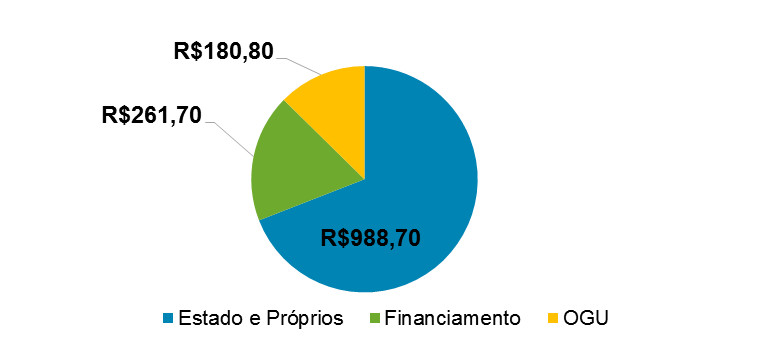 R$180,80
R$261,70
R$988,70
Estado e Próprios Financiamento OGU